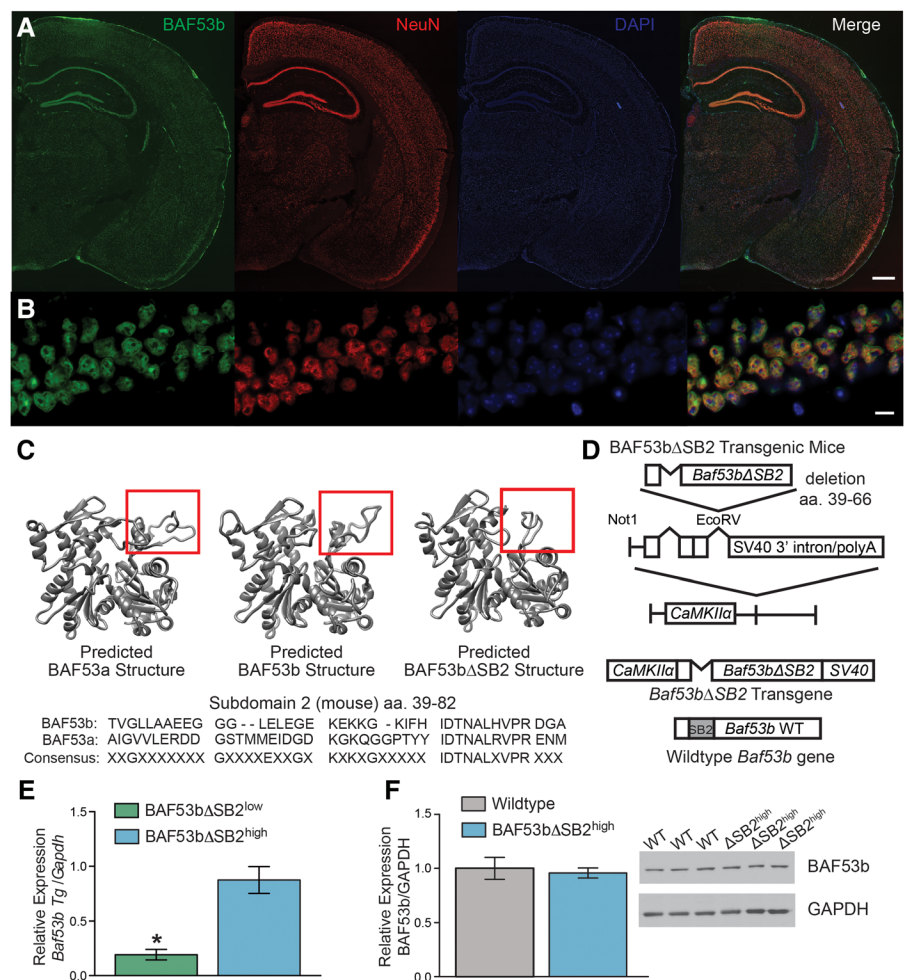 A
BAF53b
NeuN
DAPI
Merge
B
C
Predicted
BAF53a Structure
Predicted
BAF53b Structure
Predicted
BAF53bΔSB2 Structure
Subdomain 2 (mouse) aa. 39-82
BAF53b: TVGLLAAEEG GG - - LELEGE KEKKG - KIFH IDTNALHVPR DGA
BAF53a: AIGVVLERDD GSTMMEIDGD KGKQGGPTYY IDTNALRVPR ENM
Consensus: XXGXXXXXXX GXXXXEXXGX KXKXGXXXXX IDTNALXVPR XXX
D
BAF53bΔSB2 Transgenic Mice
Baf53bΔSB2
deletion
aa. 39-66
Not1
EcoRV
SV40 3' intron/polyA
CaMKIIα
CaMKIIα Baf53bΔSB2 SV40
Baf53bΔSB2 Transgene
SB2 Baf53b WT
Wildtype Baf53b gene
E
BAF53bΔSB2low
BAF53bΔSB2high
Relative Expression
Baf53b Tg /Gapdh
1.5
1.0
0.5
0.0
*
F
Wildtype
BAF53bΔSB2high
Relative Expression
BAF53b/GAPDH
1.5
1.0
0.5
0.0
WT WT WT ΔSB2high ΔSB2high ΔSB2high
BAF53b
GAPDH